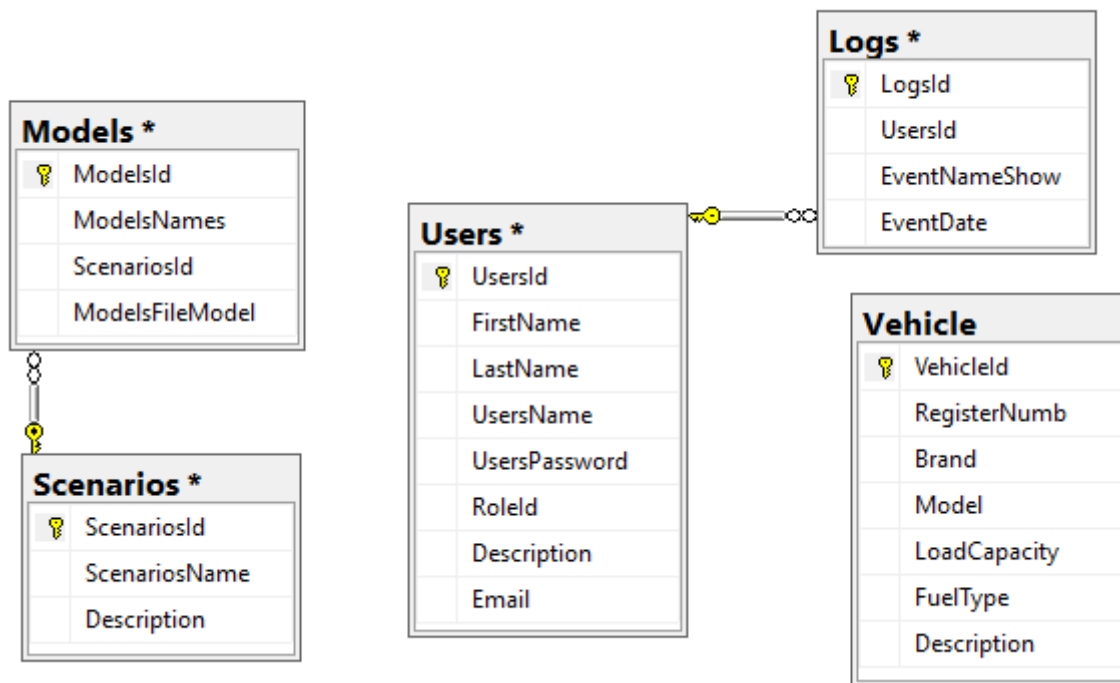 Models *
ModelsId
ModelsNames
ScenariosId
ModelsFileModel
Scenarios *
ScenariosId
ScenariosName
Description
Users *
UsersId
FirstName
LastName
UsersName
UsersPassword
RoleId
Description
Email
Logs *
LogsId
UsersId
EventNameShow
EventDate
Vehicle
VehicleId
RegisterNumb
Brand
Model
LoadCapacity
FuelType
Description